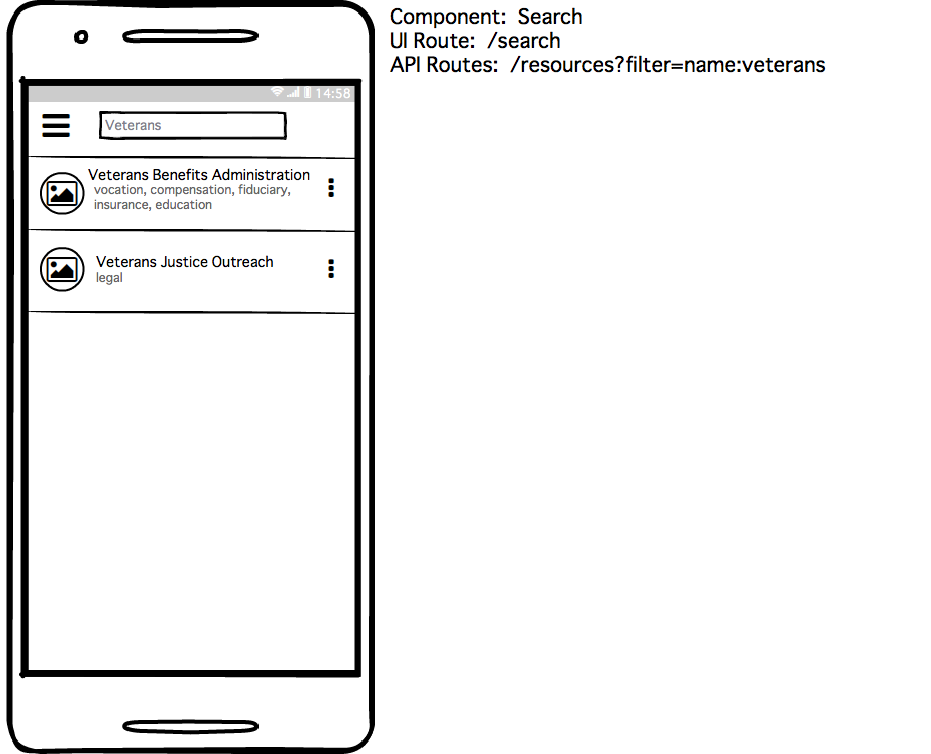 Component: Search
UI Route: /search
API Routes: /resources?filter=name:veterans
14:58
Veterans
Veterans Benefits Administration
vocation, compensation, fiduciary,
insurance, education
Veterans Justice Outreach
legal